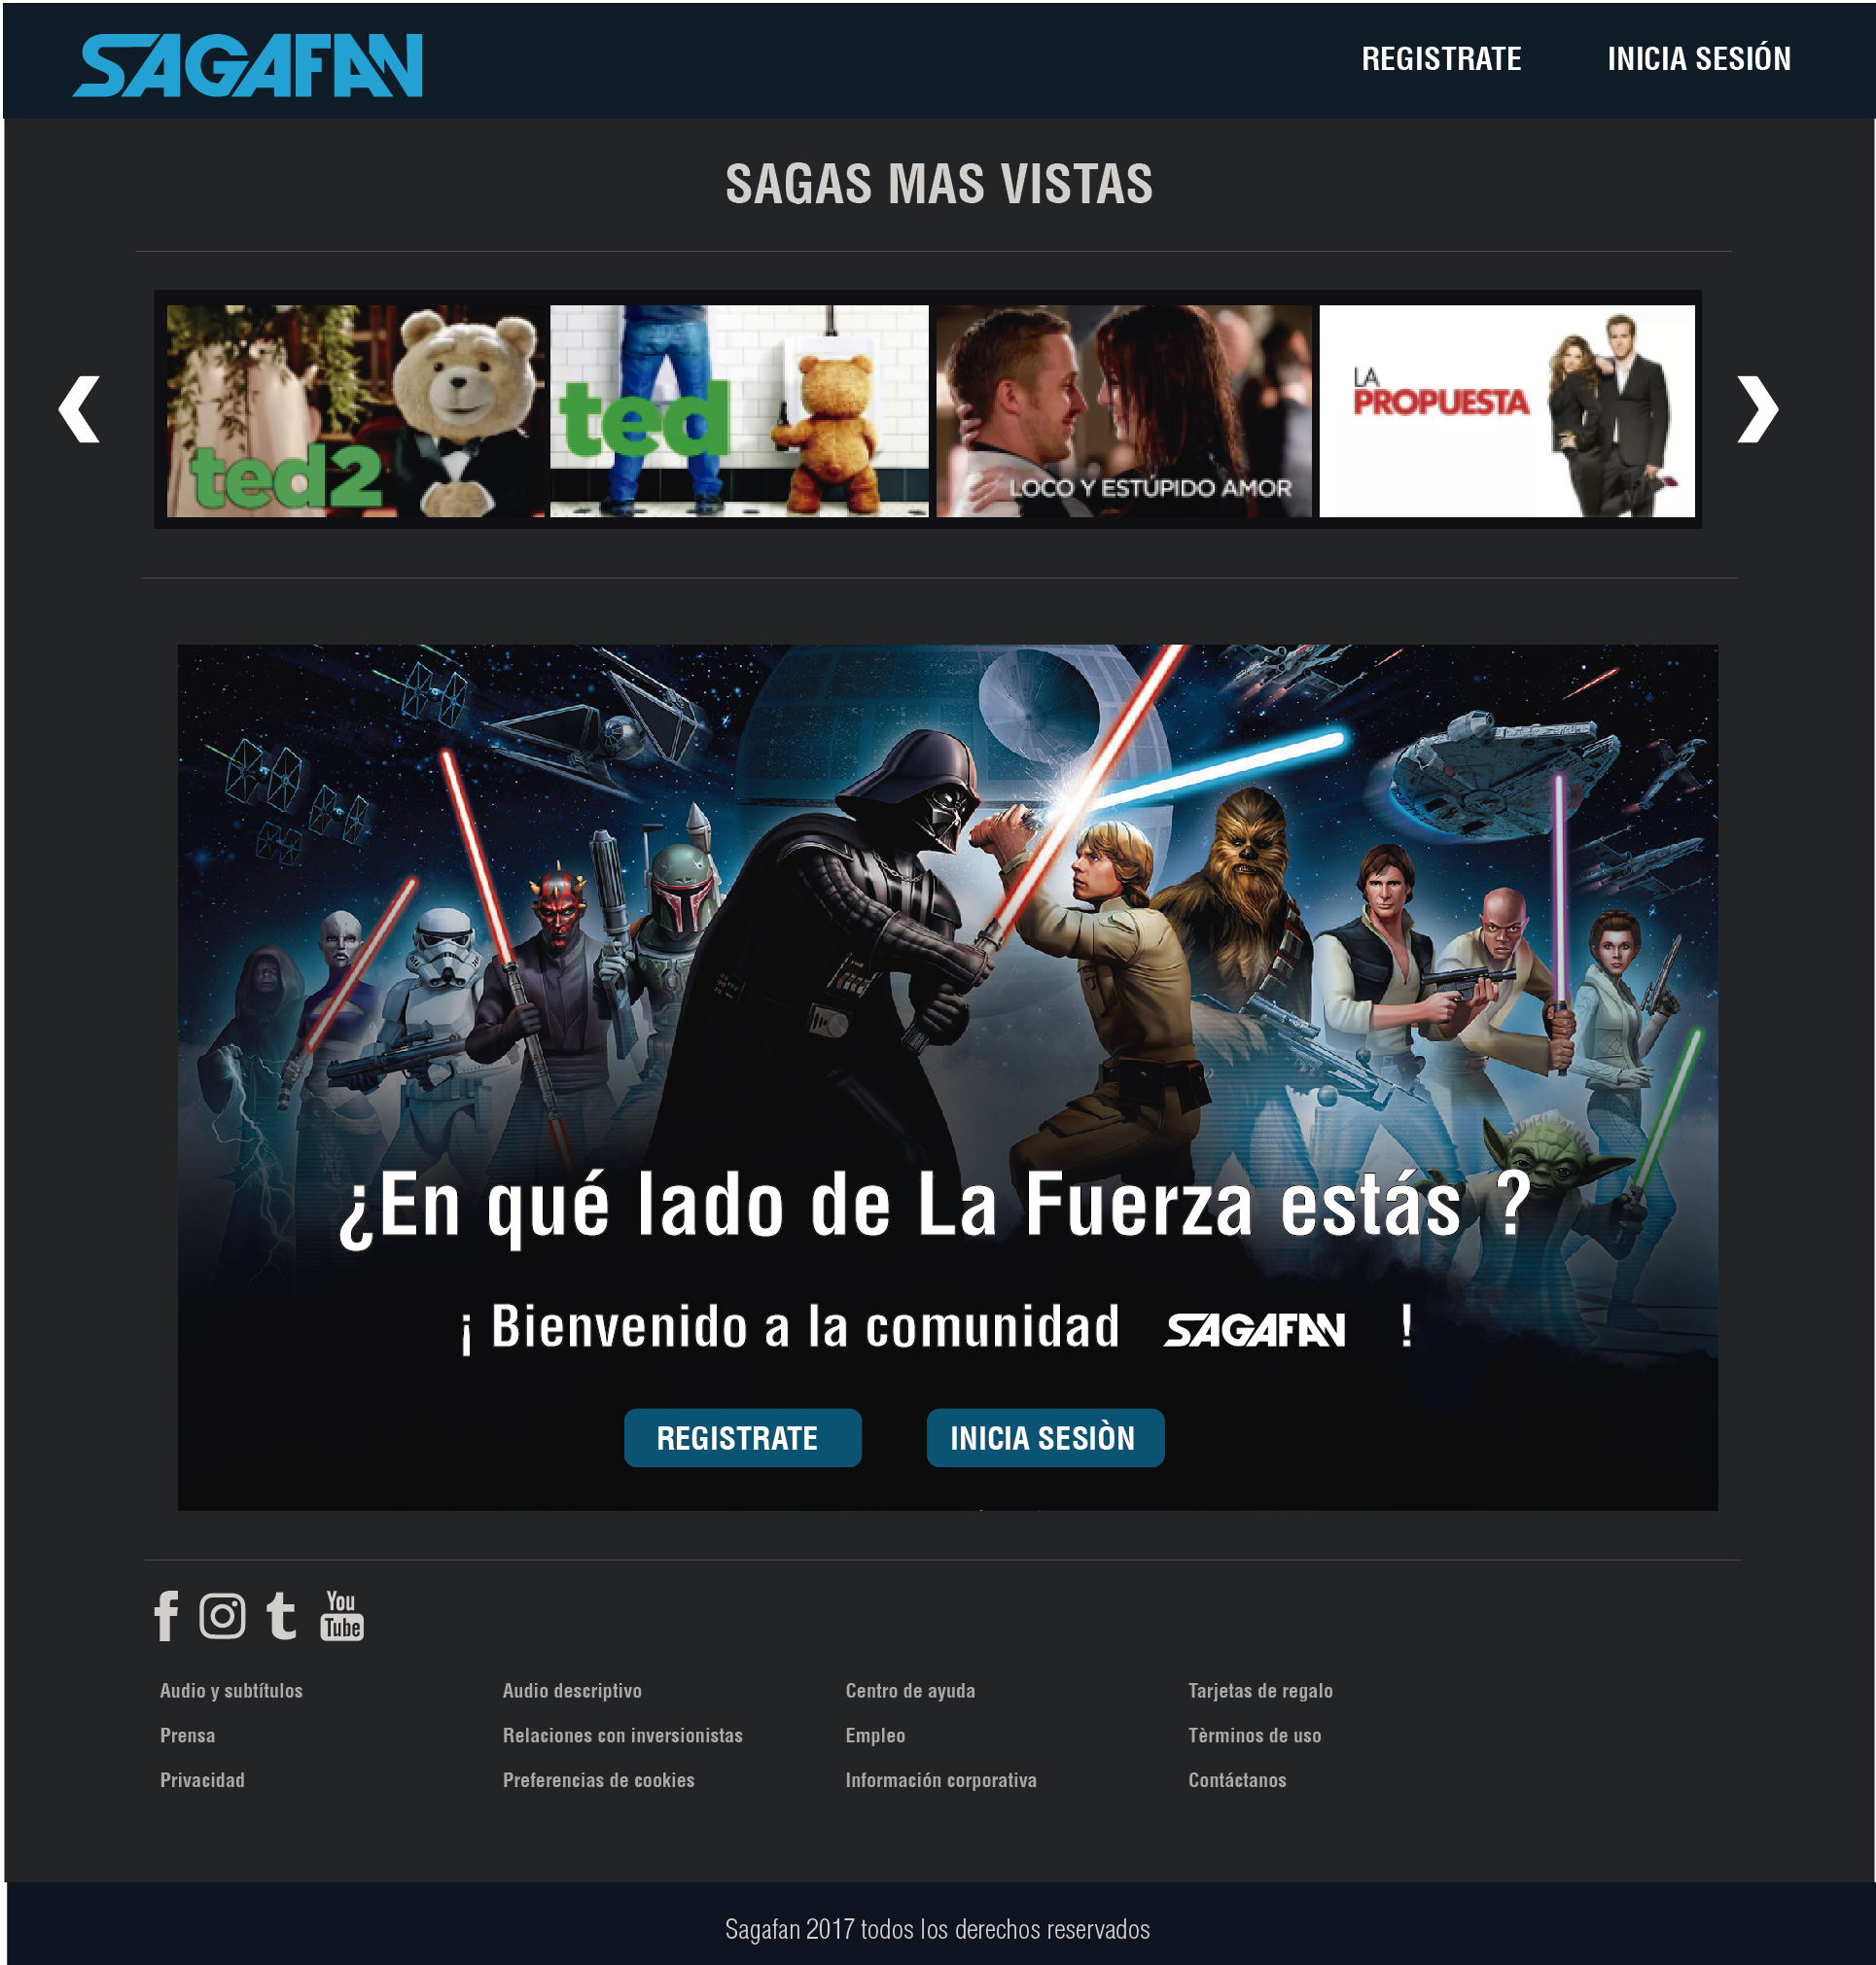 SAGAFAN
REGISTRATE INICIA SESIÓN
SAGAS MAS VISTAS
ted2
ted
LOCO Y ESTÚPIDO AMOR
LA
PROPUESTA
¿En qué lado de La Fuerza estás ?
¡ Bienvenido a la comunidad SAGAFAN !
REGISTRATE INICIA SESIÒN
f t You
Tube
Audio y subtítulos Audio descriptivo Centro de ayuda Tarjetas de regalo
Prensa Relaciones con inversionistas Empleo Tèrminos de uso
Privacidad Preferencias de cookies Información corporativa Contáctanos
Sagafan 2017 todos los derechos reservados